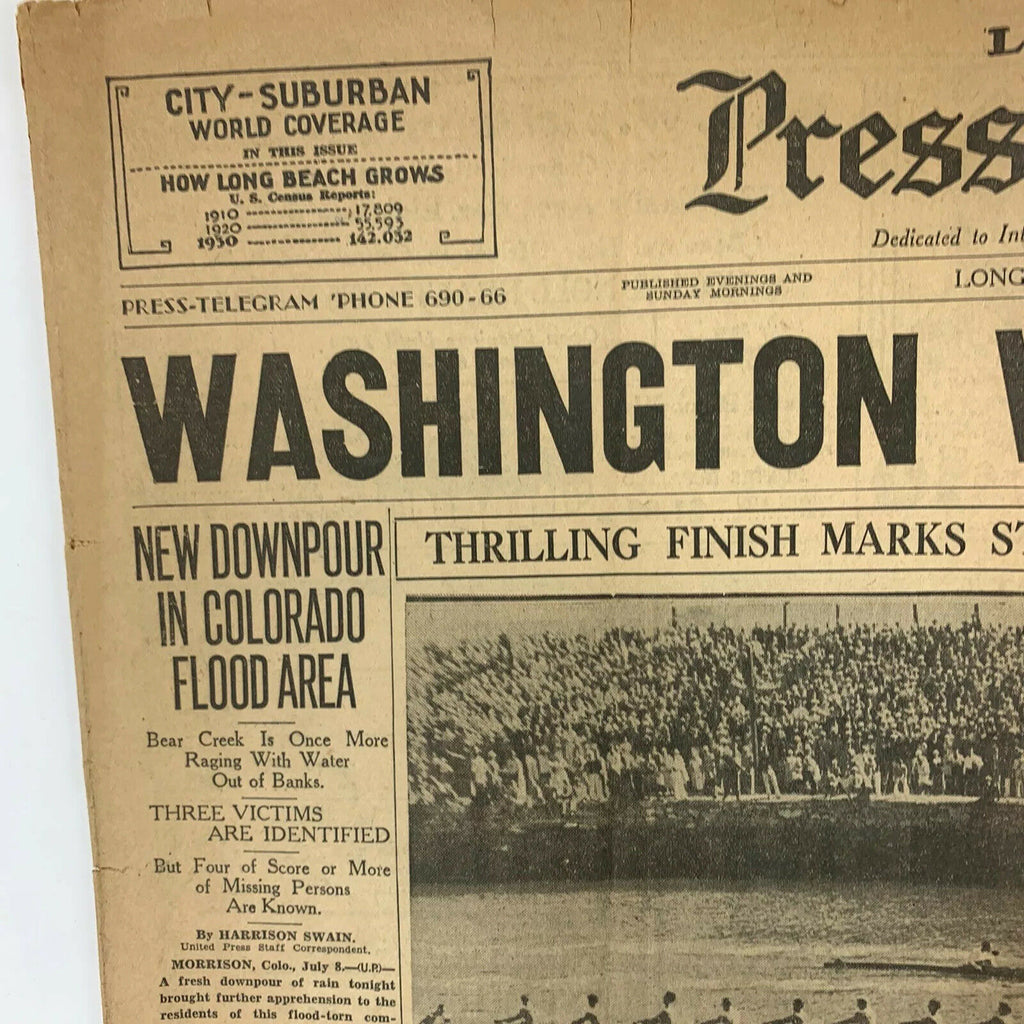 L
Press
Dedicated to Int
CITY-SUBURBAN
WORLD COVERAGE
IN THIS ISSUE
HOW LONG BEACH GROWS
U. S. Census Reports:
1910 ---------------- 17,809
1920 ---------------- 55,593
1930 ---------------- 142,032
PRESS-TELEGRAM 'PHONE 690-66
PUBLISHED EVENINGS AND
SUNDAY MORNINGS
LONG
WASHINGTON
NEW DOWNPOUR
IN COLORADO
FLOOD AREA
Bear Creek Is Once More
Raging With Water
Out of Banks.
THREE VICTIMS
ARE IDENTIFIED
But Four of Score or More
of Missing Persons
Are Known.
By HARRISON SWAIN.
United Press Staff Correspondent.
MORRISON, Colo., July 8.—(U.P.)—
A fresh downpour of rain tonight
brought further apprehension to the
residents of this flood-torn com-
THRILLING FINISH MARKS ST